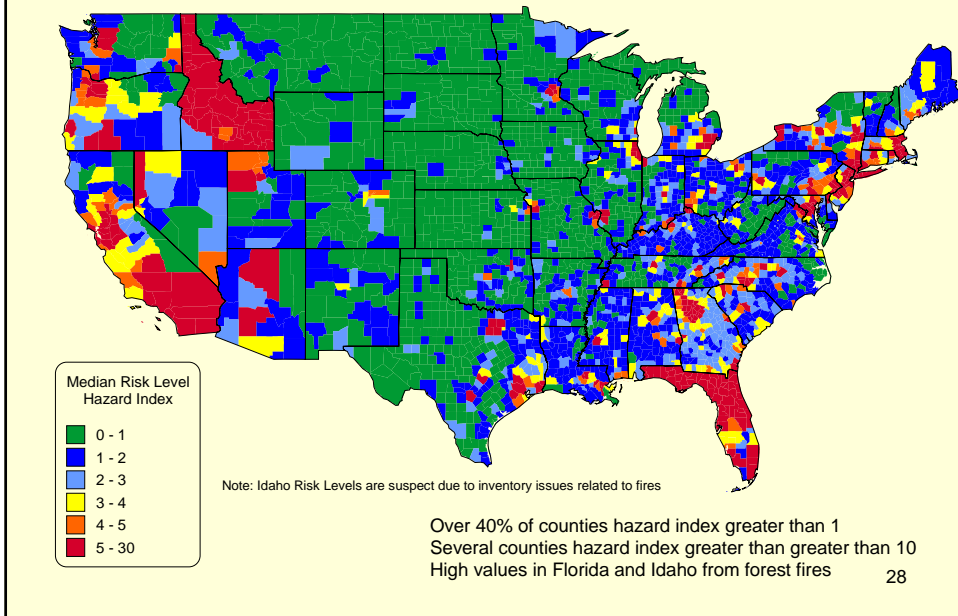 Median Risk Level
Hazard Index
0 - 1
1 - 2
2 - 3
3 - 4
4 - 5
5 - 30
Note: Idaho Risk Levels are suspect due to inventory issues related to fires
Over 40% of counties hazard index greater than 1
Several counties hazard index greater than greater than 10
High values in Florida and Idaho from forest fires
28